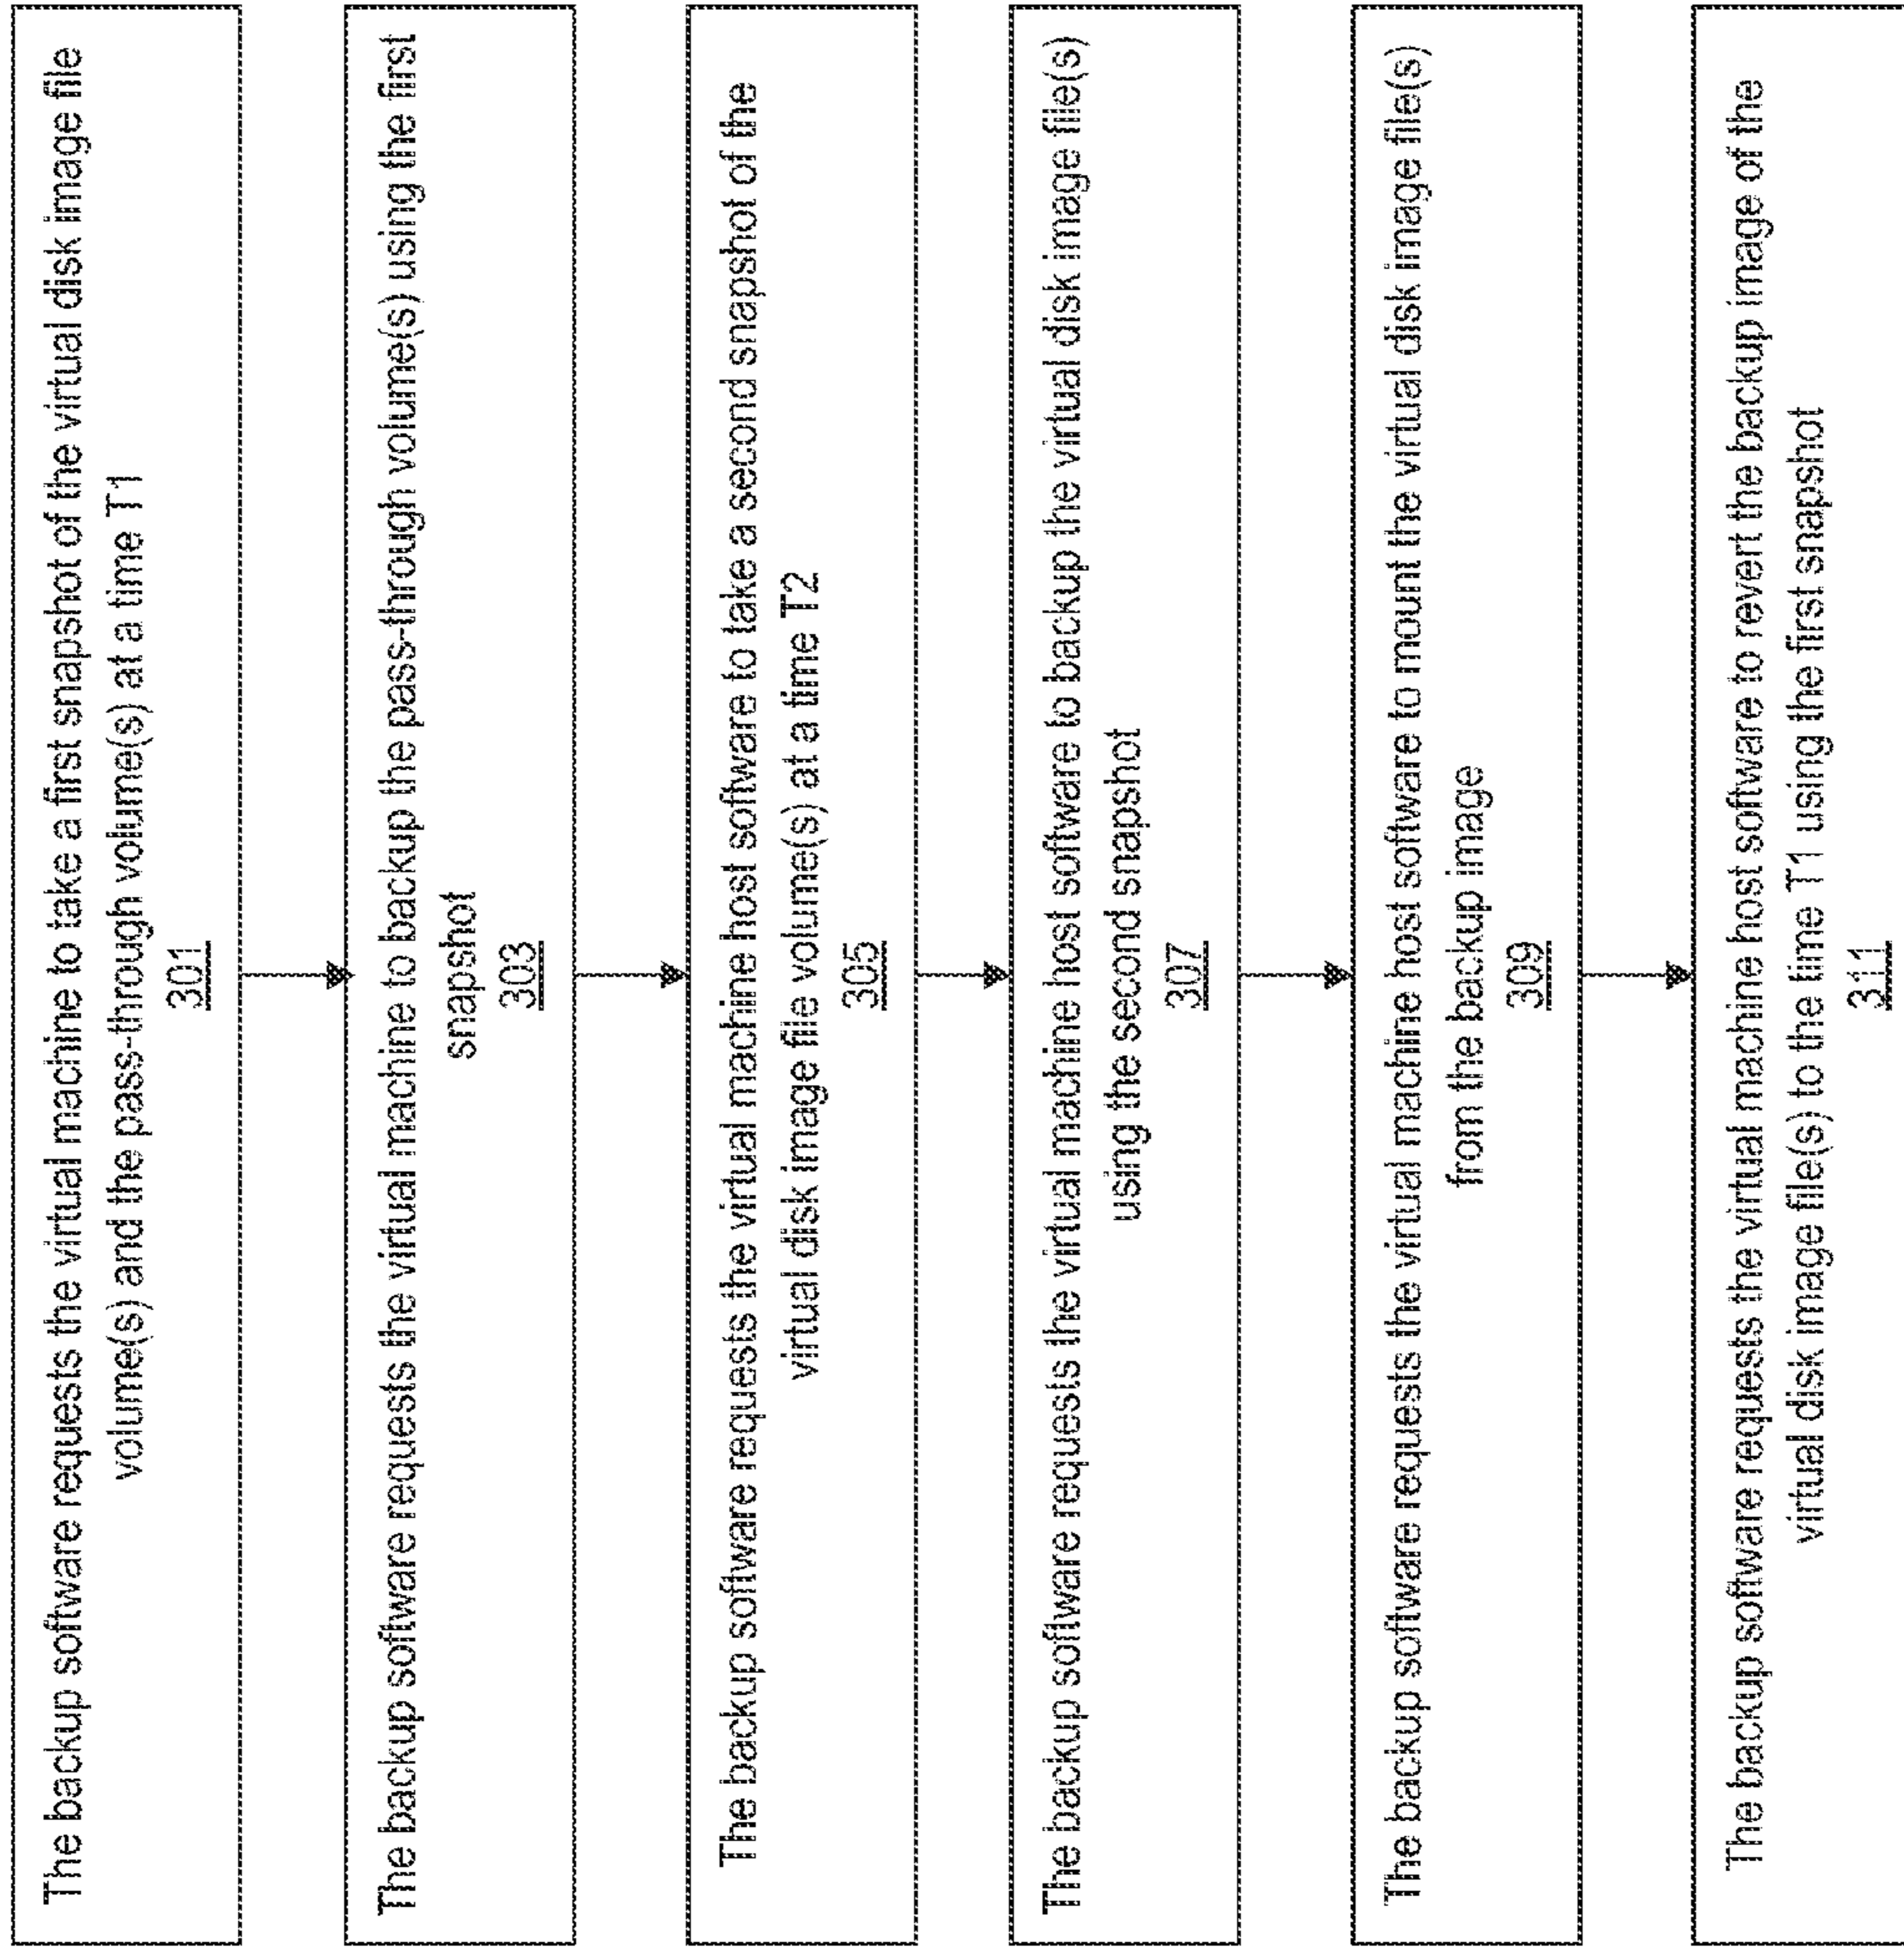 The backup software requests the virtual machine to take a first snapshot of the virtual disk image file
volume(s) and the pass-through volume(s) at a time T1
301
The backup software requests the virtual machine to backup the pass-through volume(s) using the first
snapshot
303
The backup software requests the virtual machine host software to take a second snapshot of the
virtual disk image file volume(s) at a time T2
305
The backup software requests the virtual machine host software to backup the virtual disk image file(s)
using the second snapshot
307
The backup software requests the virtual machine host software to mount the virtual disk image file(s)
from the backup image
309
The backup software requests the virtual machine host software to revert the backup image of the
virtual disk image file(s) to the time T1 using the first snapshot
311